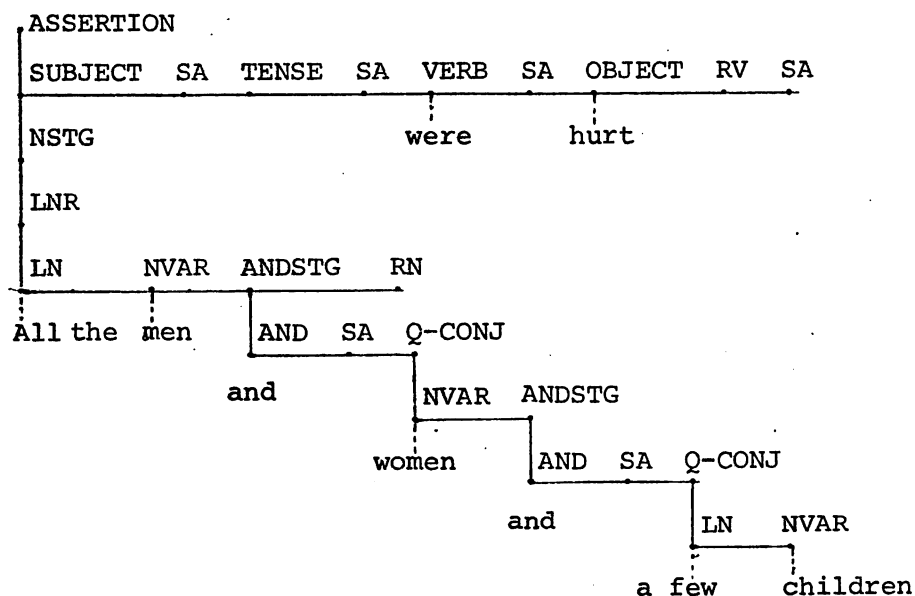 ASSERTION
SUBJECT SA TENSE SA VERB SA OBJECT RV SA
were hurt
NSTG
LNR
LN NVAR ANDSTG RN
All the men AND SA Q-CONJ
and NVAR ANDSTG
women AND SA Q-CONJ
and LN NVAR
a few children